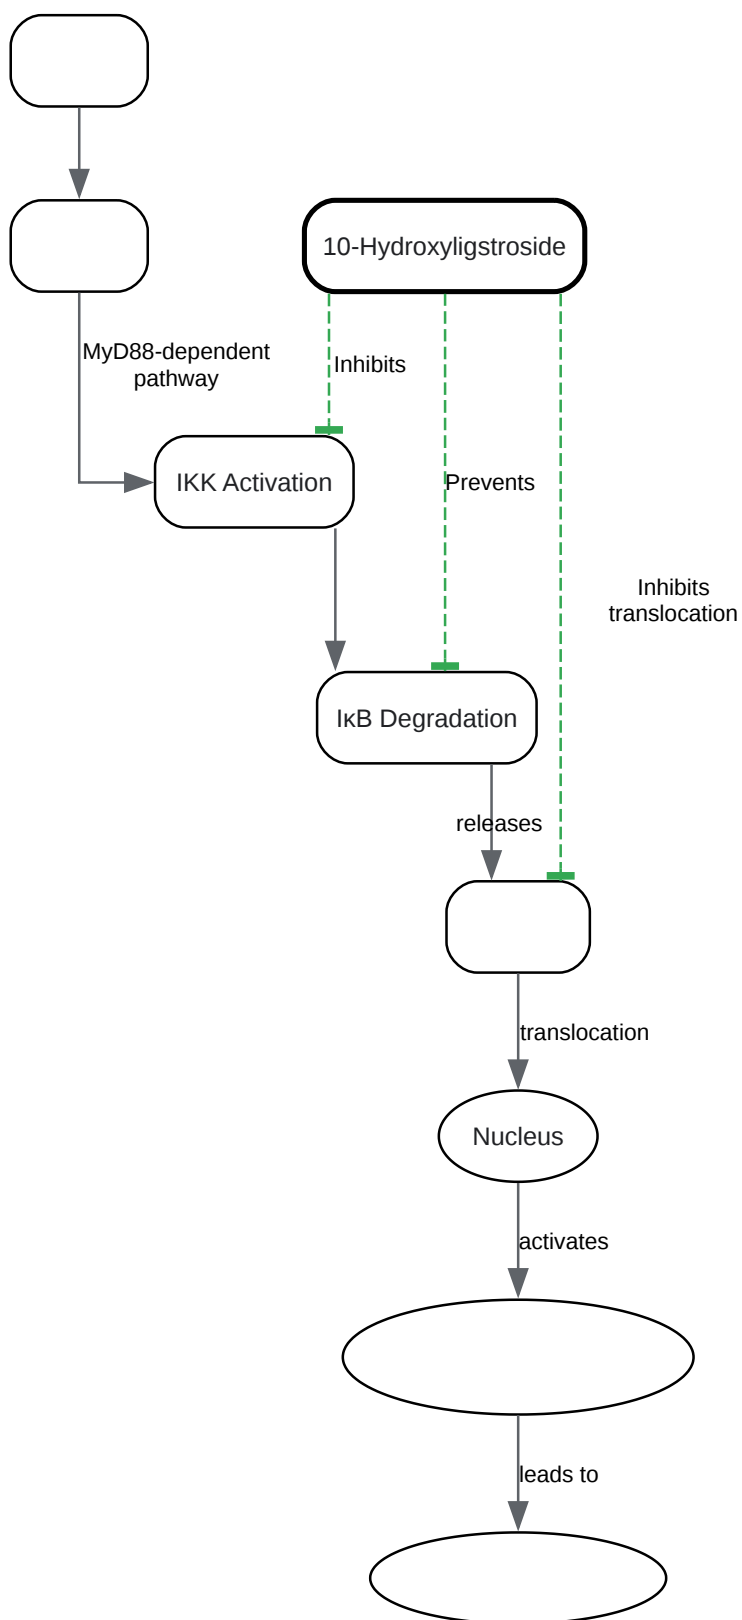 10-Hydroxyligstroside
MyD88-dependent
pathway
Inhibits
IKK Activation
Prevents
Inhibits
translocation
IκB Degradation
releases
translocation
Nucleus
activates
leads to